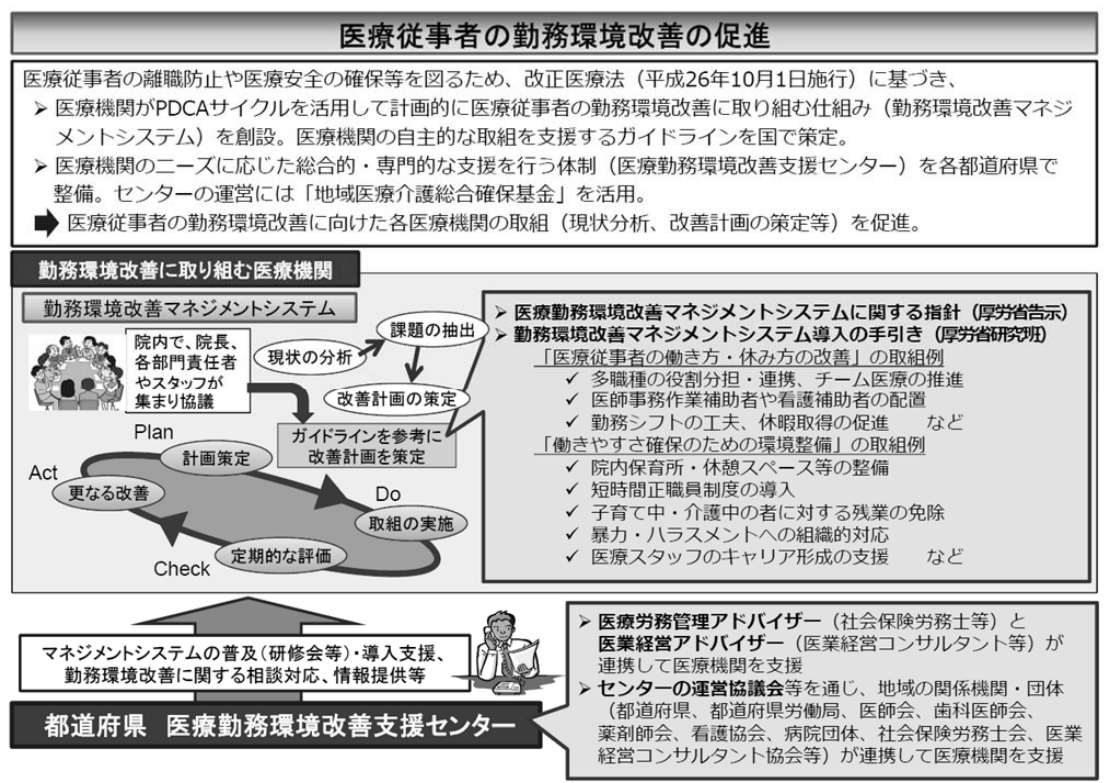 医療従事者の勤務環境改善の促進
医療従事者の離職防止や医療安全の確保等を図るため、改正医療法（平成26年10月1日施行）に基づき、
➢ 医療機関がPDCAサイクルを活用して計画的に医療従事者の勤務環境改善に取り組む仕組み（勤務環境改善マネジ
メントシステム）を創設。医療機関の自主的な取組を支援するガイドラインを国で策定。
➢ 医療機関のニーズに応じた総合的・専門的な支援を行う体制（医療勤務環境改善支援センター）を各都道府県で
整備。センターの運営には「地域医療介護総合確保基金」を活用。
➡ 医療従事者の勤務環境改善に向けた各医療機関の取組（現状分析、改善計画の策定等）を促進。
勤務環境改善に取り組む医療機関
勤務環境改善マネジメントシステム
院内で、院長、
各部門責任者
やスタッフが
集まり協議
現状の分析
課題の抽出
改善計画の策定
ガイドラインを参考に
改善計画を策定
Plan
計画策定
Act
更なる改善
Do
取組の実施
定期的な評価
Check
➢ 医療勤務環境改善マネジメントシステムに関する指針（厚労省告示）
➢ 勤務環境改善マネジメントシステム導入の手引き（厚労省研究班）
「医療従事者の働き方・休み方の改善」の取組例
✓ 多職種の役割分担・連携、チーム医療の推進
✓ 医師事務作業補助者や看護補助者の配置
✓ 勤務シフトの工夫、休暇取得の促進　など
「働きやすさ確保のための環境整備」の取組例
✓ 院内保育所・休憩スペース等の整備
✓ 短時間正職員制度の導入
✓ 子育て中・介護中の者に対する残業の免除
✓ 暴力・ハラスメントへの組織的対応
✓ 医療スタッフのキャリア形成の支援　など
マネジメントシステムの普及（研修会等）・導入支援、
勤務環境改善に関する相談対応、情報提供等
都道府県　医療勤務環境改善支援センター
➢ 医療労務管理アドバイザー（社会保険労務士等）と
医業経営アドバイザー（医業経営コンサルタント等）が
連携して医療機関を支援
➢ センターの運営協議会等を通じ、地域の関係機関・団体
（都道府県、都道府県労働局、医師会、歯科医師会、
薬剤師会、看護協会、病院団体、社会保険労務士会、医業
経営コンサルタント協会等）が連携して医療機関を支援